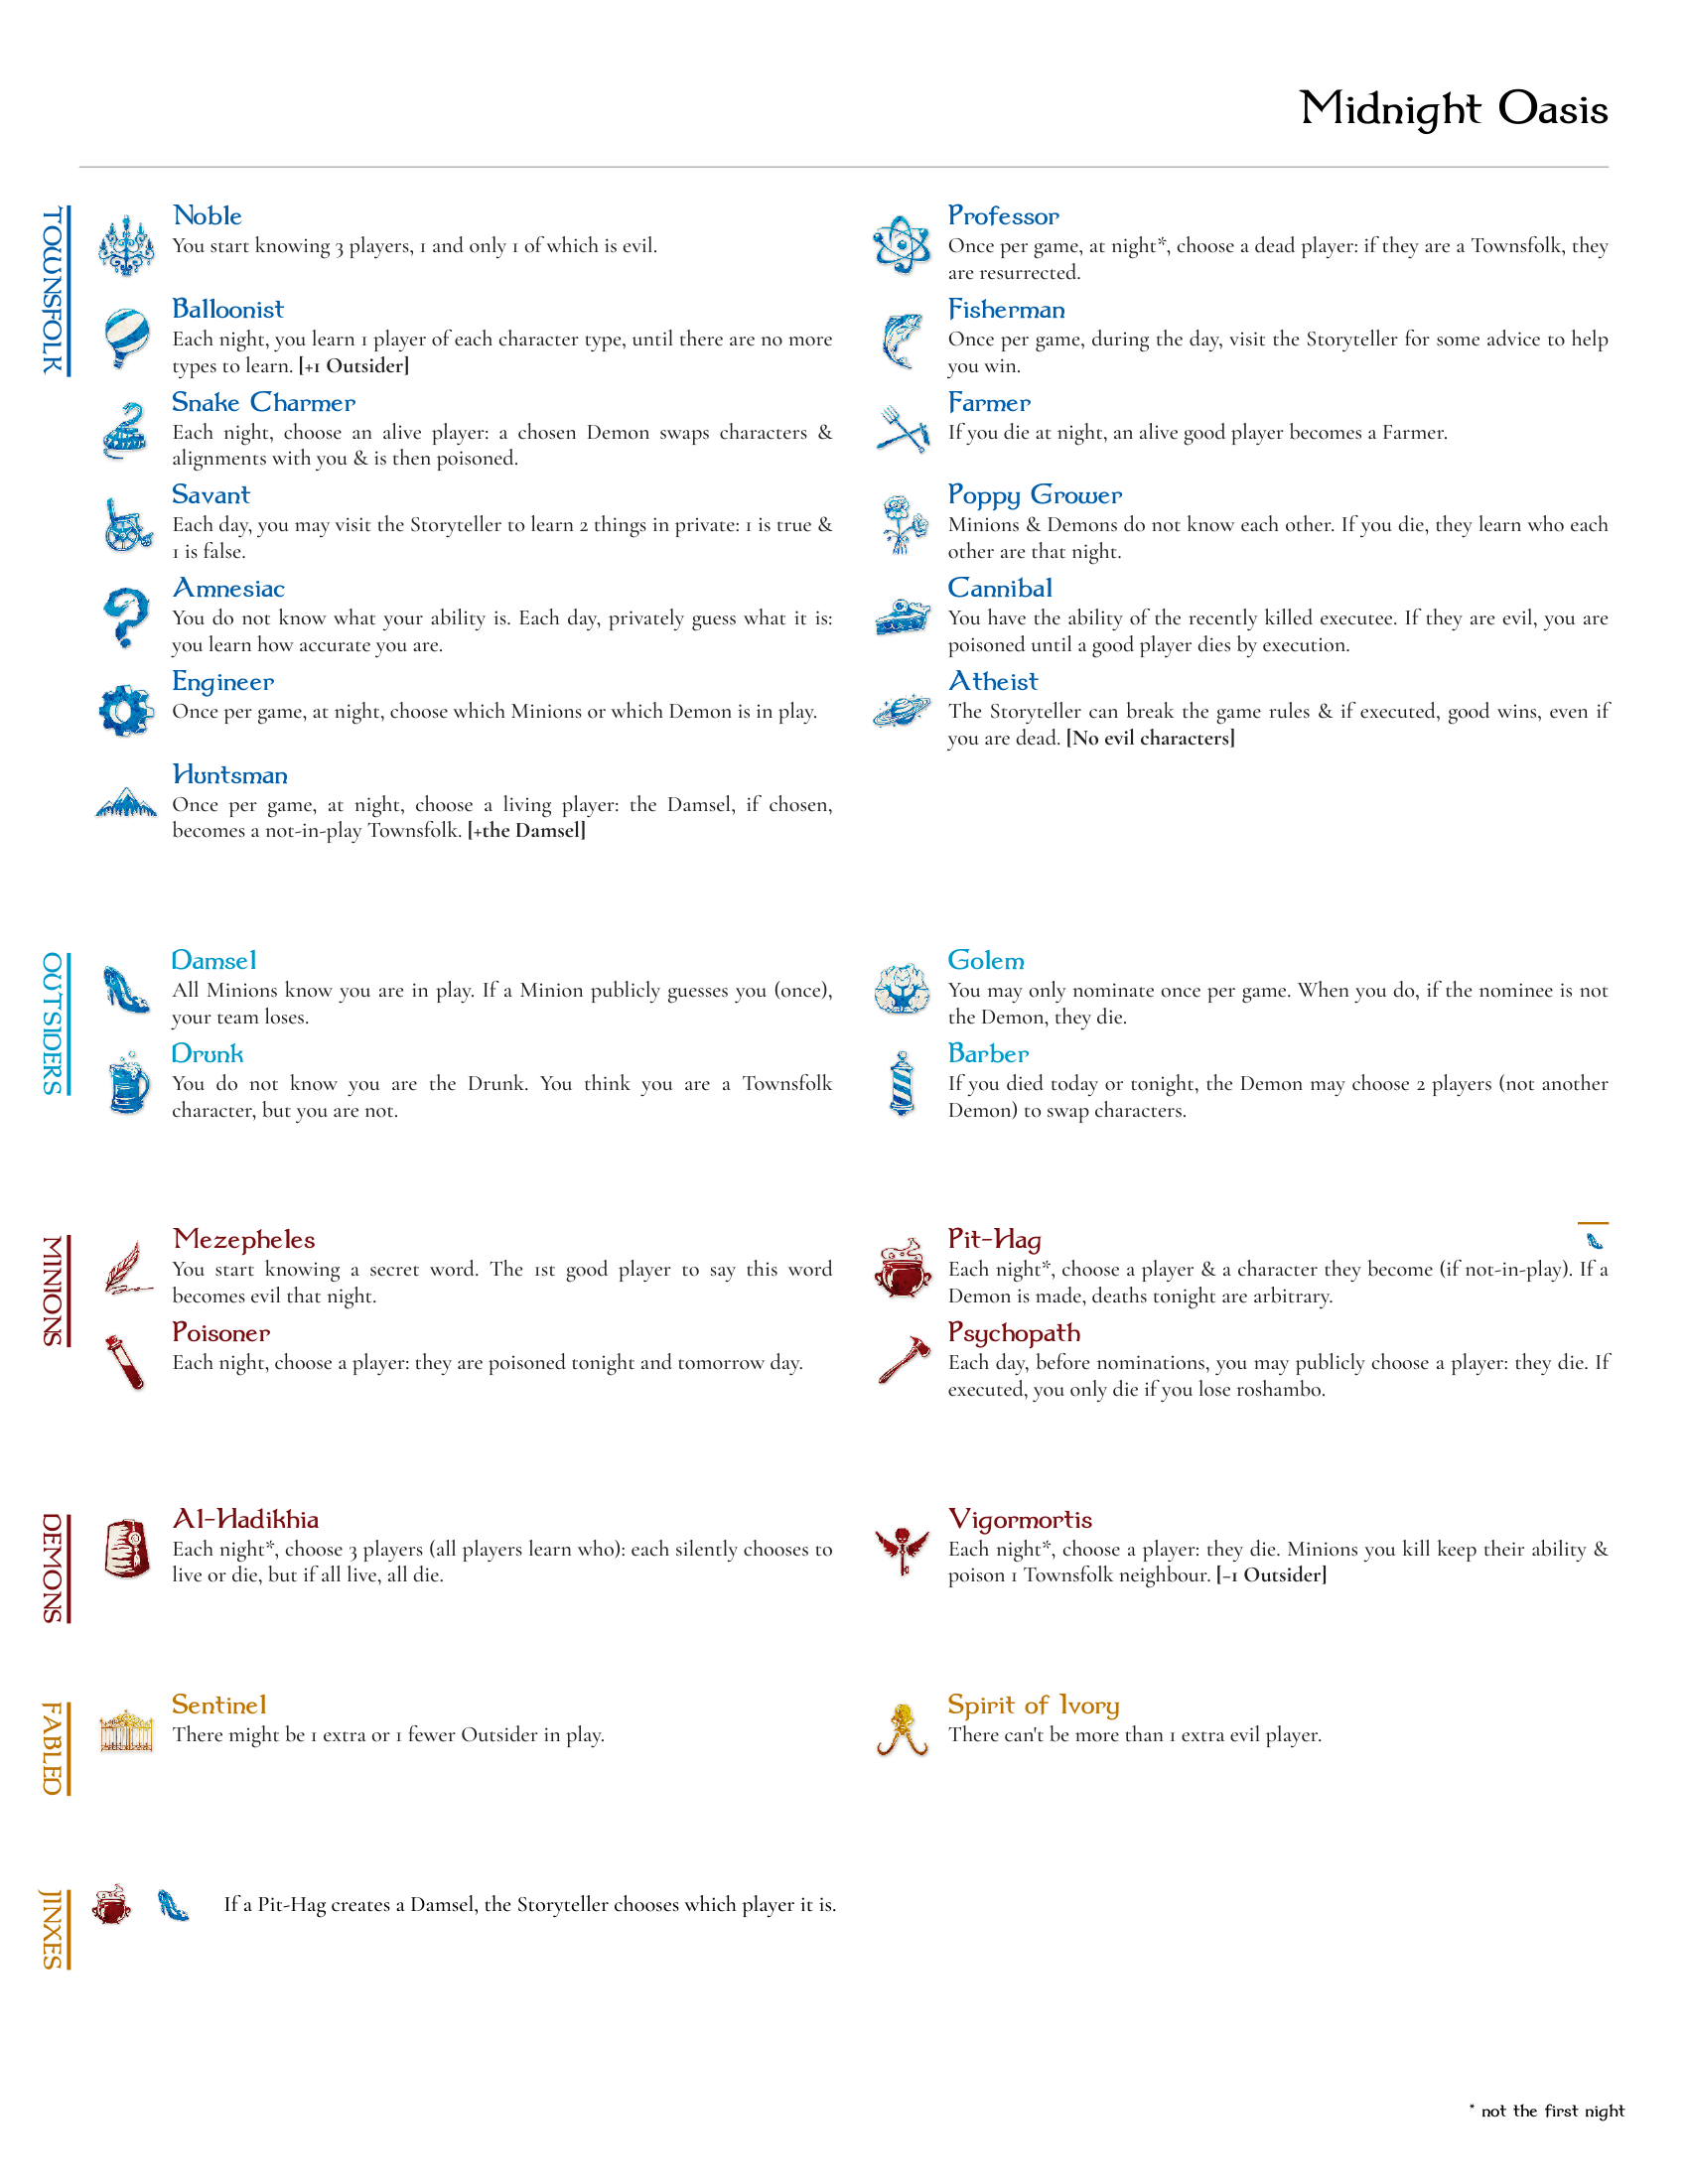 Midnight Oasis
TOWNSFOLK
Noble
You start knowing 3 players, 1 and only 1 of which is evil.
Balloonist
Each night, you learn 1 player of each character type, until there are no more
types to learn. [+1 Outsider]
Snake Charmer
Each night, choose an alive player: a chosen Demon swaps characters &
alignments with you & is then poisoned.
Savant
Each day, you may visit the Storyteller to learn 2 things in private: 1 is true &
1 is false.
Amnesiac
You do not know what your ability is. Each day, privately guess what it is:
you learn how accurate you are.
Engineer
Once per game, at night, choose which Minions or which Demon is in play.
Huntsman
Once per game, at night, choose a living player: the Damsel, if chosen,
becomes a not-in-play Townsfolk. [+the Damsel]
Professor
Once per game, at night*, choose a dead player: if they are a Townsfolk, they
are resurrected.
Fisherman
Once per game, during the day, visit the Storyteller for some advice to help
you win.
Farmer
If you die at night, an alive good player becomes a Farmer.
Poppy Grower
Minions & Demons do not know each other. If you die, they learn who each
other are that night.
Cannibal
You have the ability of the recently killed executee. If they are evil, you are
poisoned until a good player dies by execution.
Atheist
The Storyteller can break the game rules & if executed, good wins, even if
you are dead. [No evil characters]
OUTSIDERS
Damsel
All Minions know you are in play. If a Minion publicly guesses you (once),
your team loses.
Drunk
You do not know you are the Drunk. You think you are a Townsfolk
character, but you are not.
Golem
You may only nominate once per game. When you do, if the nominee is not
the Demon, they die.
Barber
If you died today or tonight, the Demon may choose 2 players (not another
Demon) to swap characters.
MINIONS
Mezepheles
You start knowing a secret word. The 1st good player to say this word
becomes evil that night.
Poisoner
Each night, choose a player: they are poisoned tonight and tomorrow day.
Pit-Hag
Each night*, choose a player & a character they become (if not-in-play). If a
Demon is made, deaths tonight are arbitrary.
Psychopath
Each day, before nominations, you may publicly choose a player: they die. If
executed, you only die if you lose roshambo.
DEMONS
Al-Hadikhia
Each night*, choose 3 players (all players learn who): each silently chooses to
live or die, but if all live, all die.
Vigormortis
Each night*, choose a player: they die. Minions you kill keep their ability &
poison 1 Townsfolk neighbour. [-1 Outsider]
FABLED
Sentinel
There might be 1 extra or 1 fewer Outsider in play.
Spirit of Ivory
There can't be more than 1 extra evil player.
JINXES
If a Pit-Hag creates a Damsel, the Storyteller chooses which player it is.
* not the first night